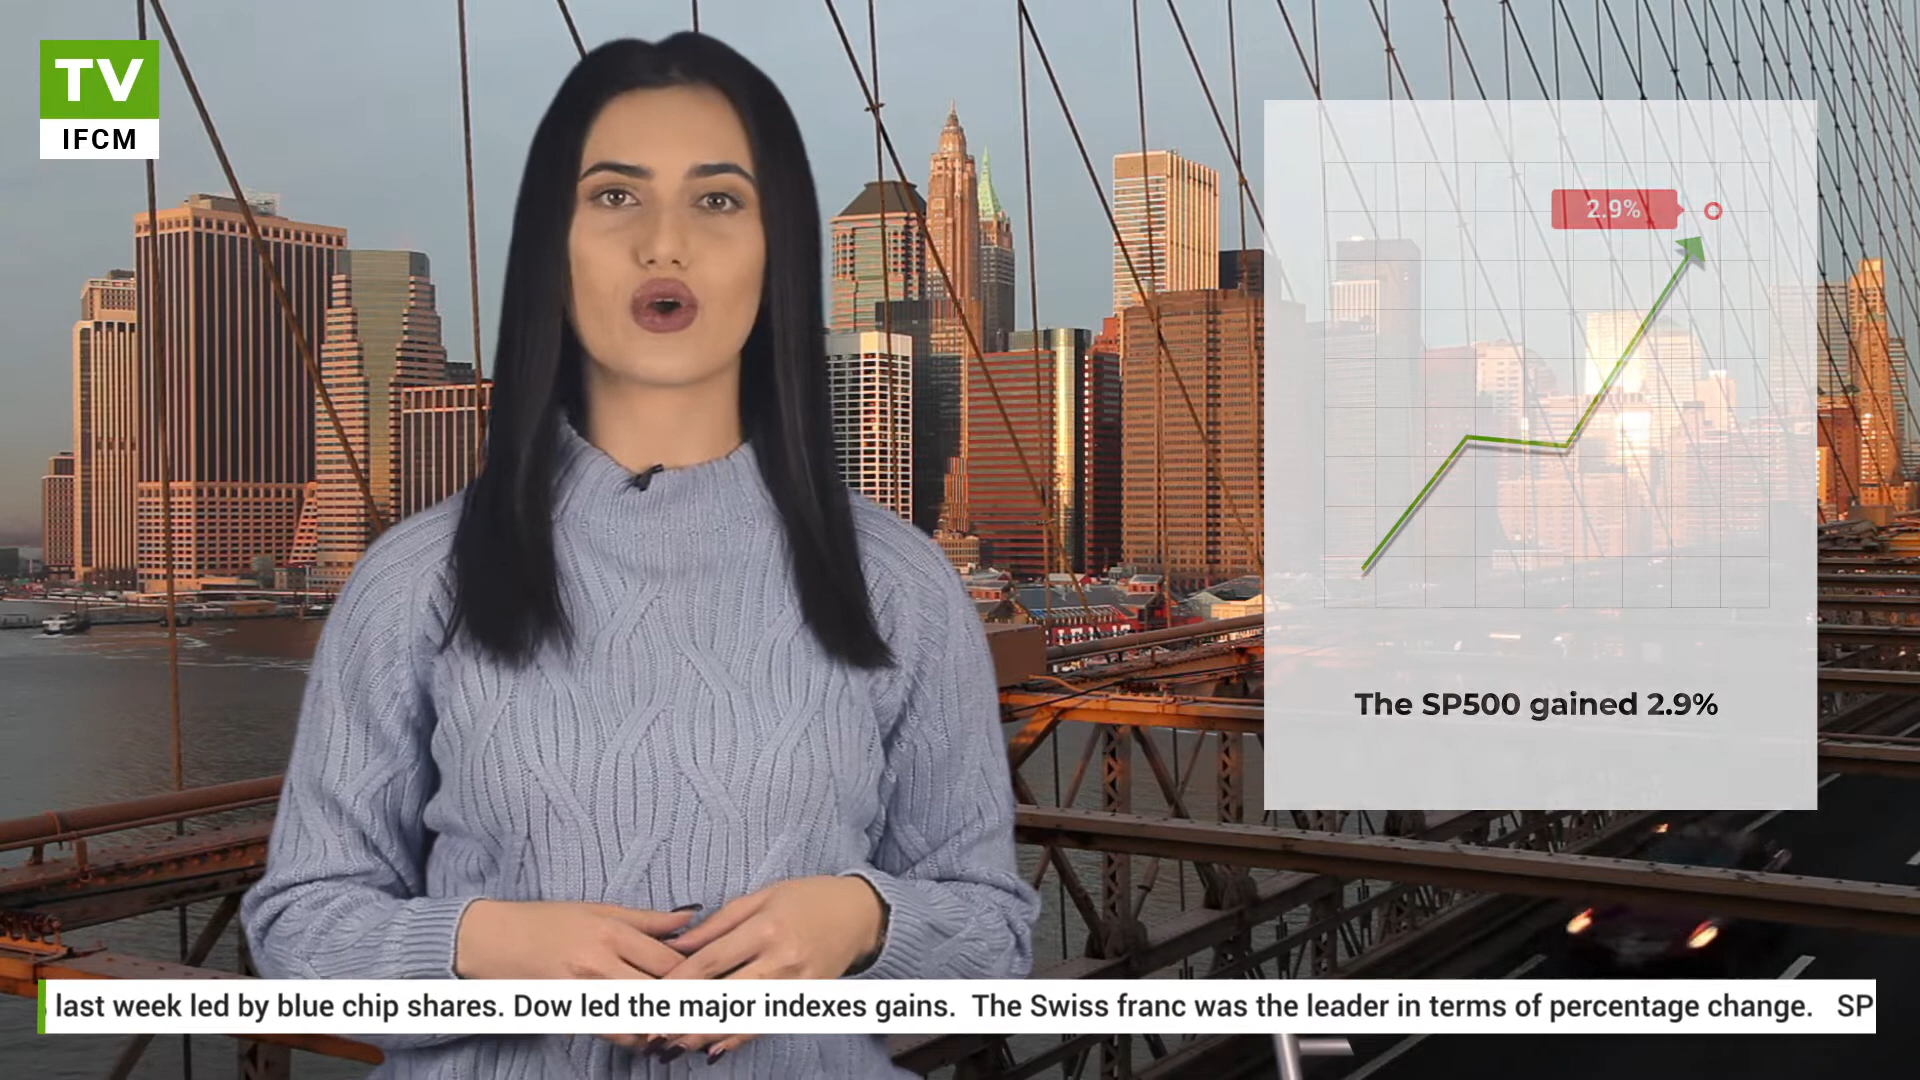 TV
IFCM
2.9%
The SP500 gained 2.9%
last week led by blue chip shares. Dow led the major indexes gains. The Swiss franc was the leader in terms of percentage change. SP